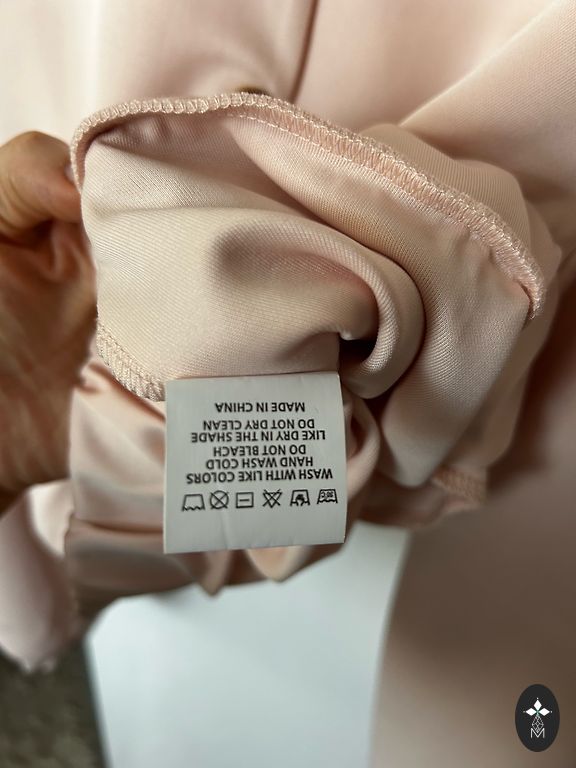 WASH WITH LIKE COLORS
HAND WASH COLD
DO NOT BLEACH
LIKE DRY IN THE SHADE
DO NOT DRY CLEAN
MADE IN CHINA
M